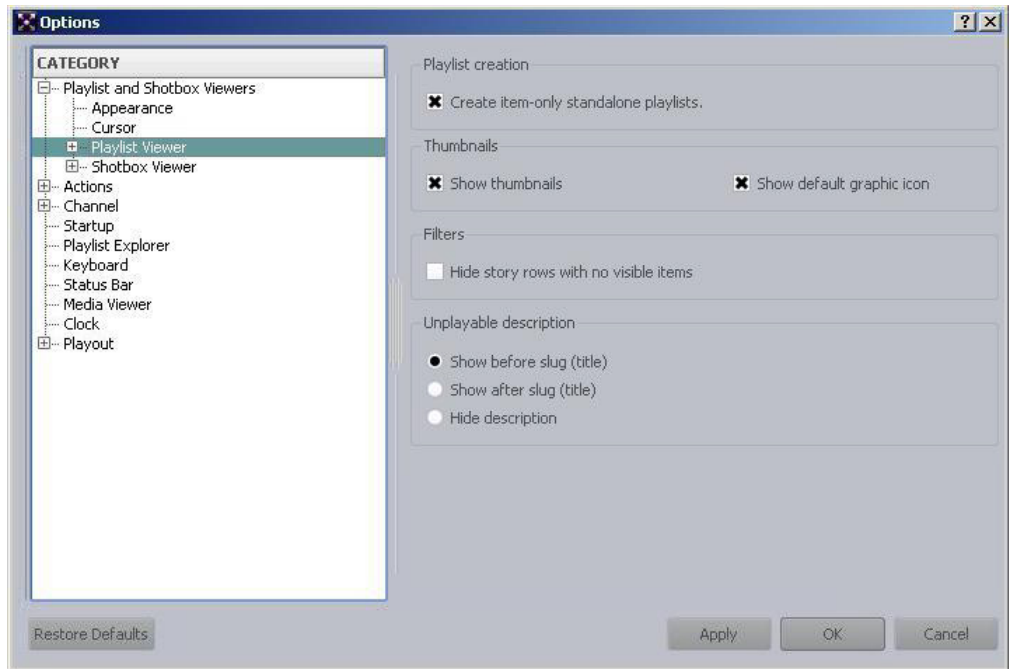 Options
CATEGORY
Playlist and Shotbox Viewers
Appearance
Cursor
Playlist Viewer
Shotbox Viewer
Actions
Channel
Startup
Playlist Explorer
Keyboard
Status Bar
Media Viewer
Clock
Playout
Playlist creation
Create item-only standalone playlists.
Thumbnails
Show thumbnails
Show default graphic icon
Filters
Hide story rows with no visible items
Unplayable description
Show before slug (title)
Show after slug (title)
Hide description
Restore Defaults
Apply
OK
Cancel